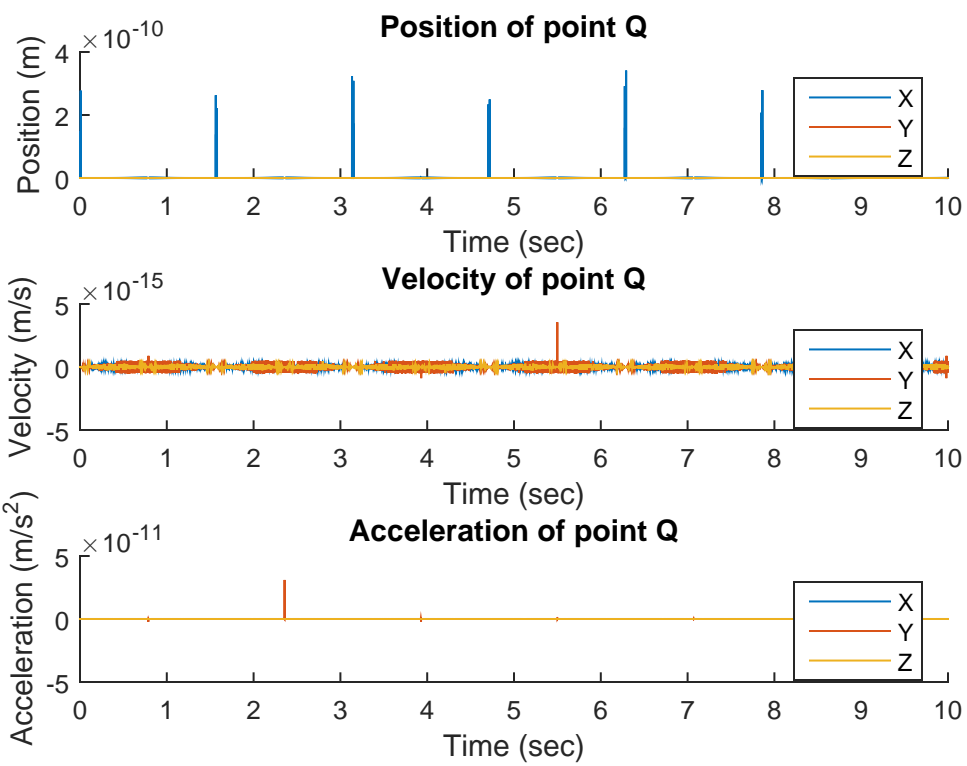 Position of point Q
×10^-10
Position (m)
4
2
0
0 1 2 3 4 5 6 7 8 9 10
Time (sec)
X
Y
Z
Velocity of point Q
×10^-15
Velocity (m/s)
5
0
-5
0 1 2 3 4 5 6 7 8 9 10
Time (sec)
X
Y
Z
Acceleration of point Q
×10^-11
Acceleration (m/s^2)
5
0
-5
0 1 2 3 4 5 6 7 8 9 10
Time (sec)
X
Y
Z